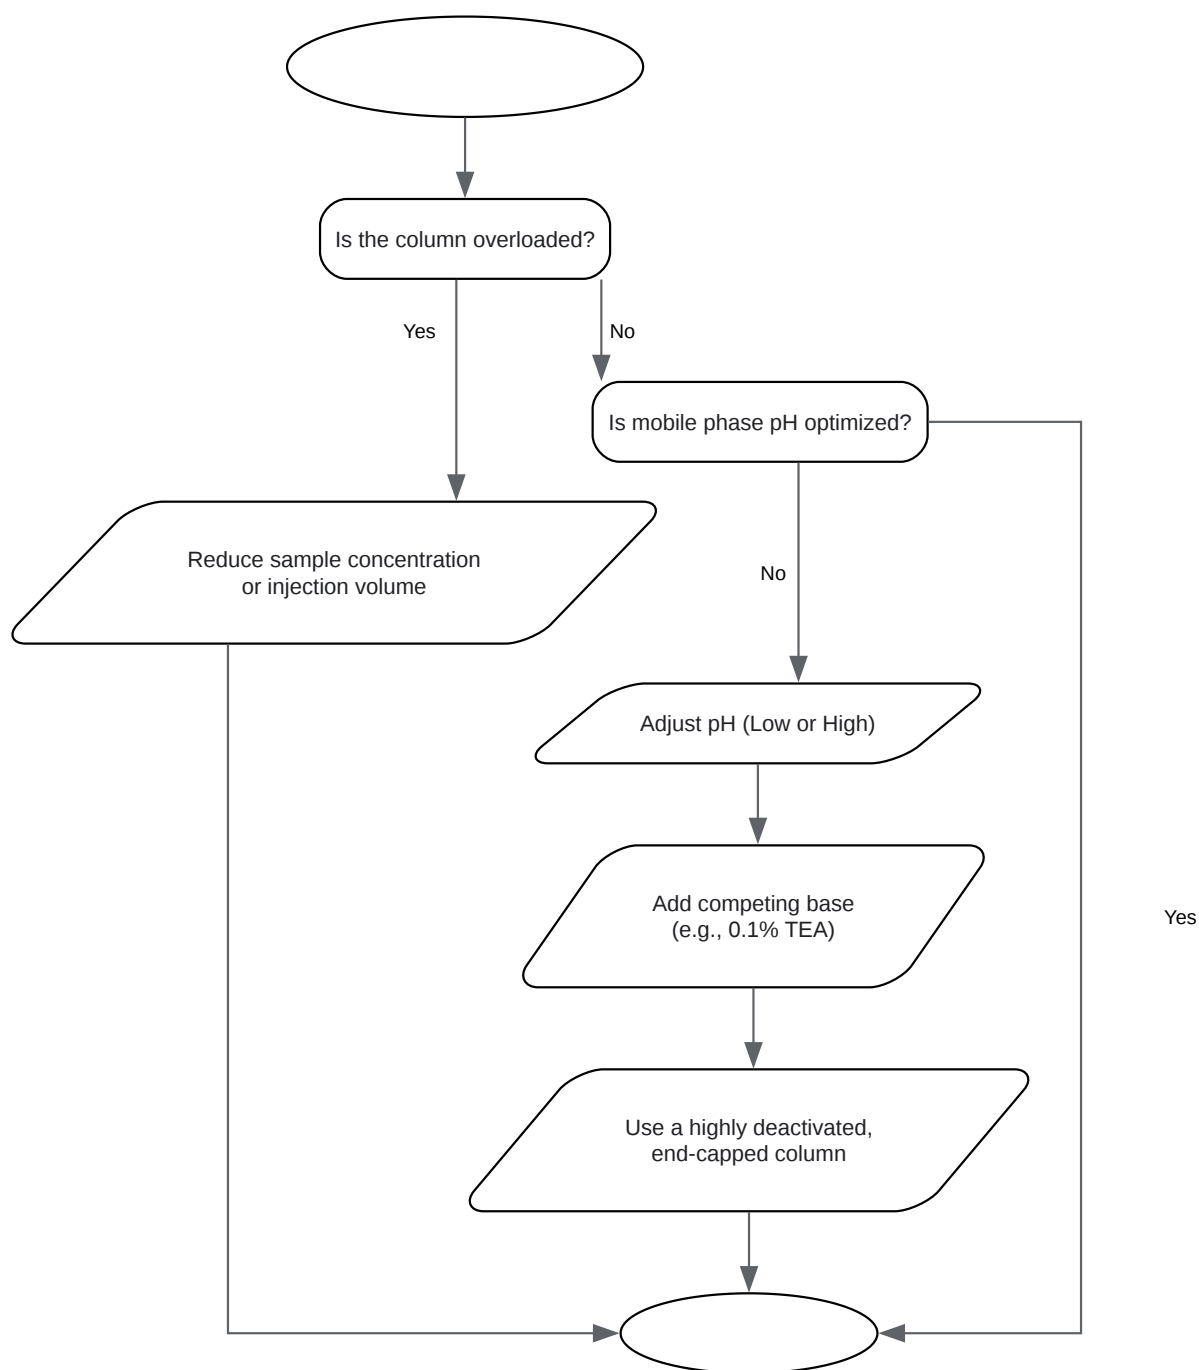 Is the column overloaded?
Yes
No
Is mobile phase pH optimized?
Reduce sample concentration
or injection volume
No
Adjust pH (Low or High)
Add competing base
(e.g., 0.1% TEA)
Yes
Use a highly deactivated,
end-capped column